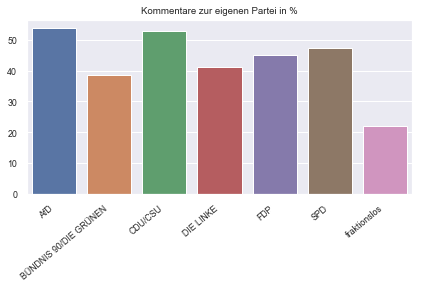 Kommentare zur eigenen Partei in %
50
40
30
20
10
0
AfD
BÜNDNIS 90/DIE GRÜNEN
CDU/CSU
DIE LINKE
FDP
SPD
fraktionslos